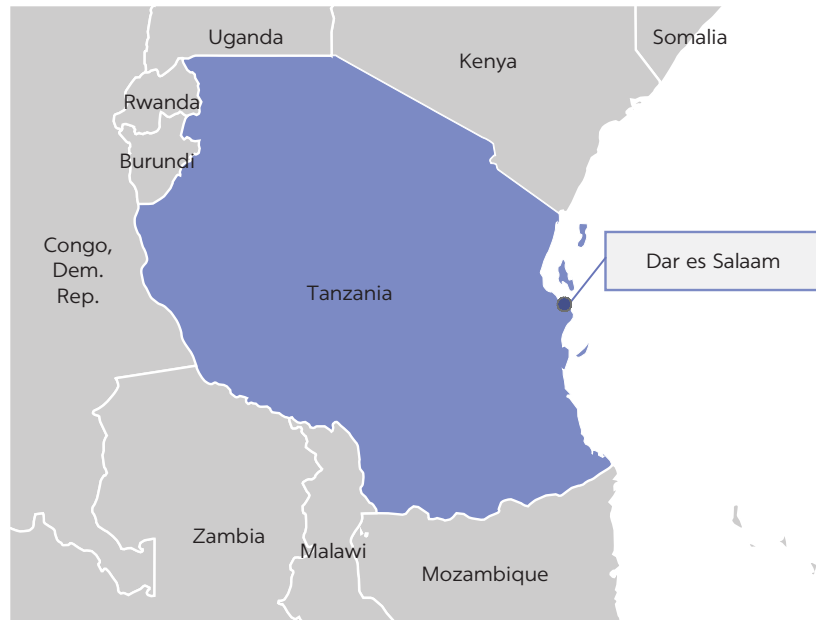 Uganda
Somalia
Kenya
Rwanda
Burundi
Congo,
Dem.
Rep.
Dar es Salaam
Tanzania
Zambia
Malawi
Mozambique